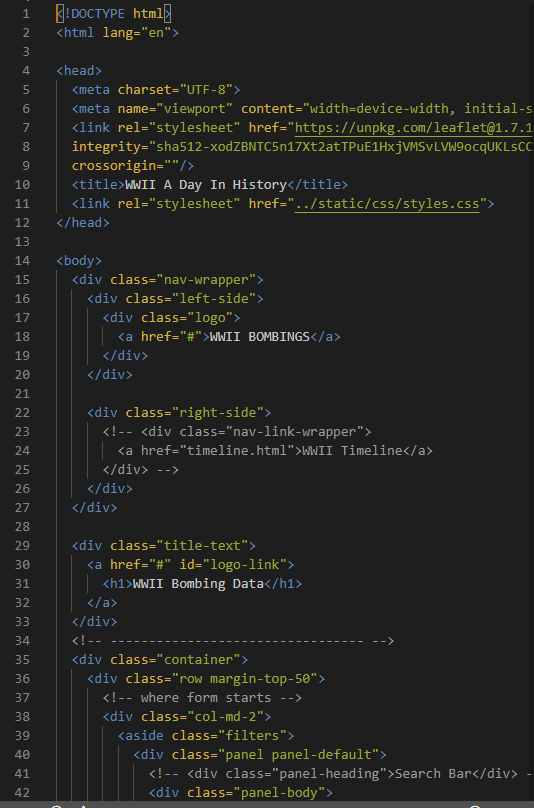 1 <!DOCTYPE html>
2 <html lang="en">
3
4 <head>
5 <meta charset="UTF-8">
6 <meta name="viewport" content="width=device-width, initial-s
7 <link rel="stylesheet" href="https://unpkg.com/leaflet@1.7.1
8 integrity="sha512-xodZBNTC5n17Xt2atTPuE1HxjVMSvLVW9ocqUKLsCC
9 crossorigin=""/>
10 <title>WWII A Day In History</title>
11 <link rel="stylesheet" href="../static/css/styles.css">
12 </head>
13
14 <body>
15 <div class="nav-wrapper">
16 <div class="left-side">
17 <div class="logo">
18 <a href="#">WWII BOMBINGS</a>
19 </div>
20 </div>
21
22 <div class="right-side">
23 <!-- <div class="nav-link-wrapper">
24 <a href="timeline.html">WWII Timeline</a>
25 </div> -->
26 </div>
27 </div>
28
29 <div class="title-text">
30 <a href="#" id="logo-link">
31 <h1>WWII Bombing Data</h1>
32 </a>
33 </div>
34 <!-- --------------------------------- -->
35 <div class="container">
36 <div class="row margin-top-50">
37 <!-- where form starts -->
38 <div class="col-md-2">
39 <aside class="filters">
40 <div class="panel panel-default">
41 <!-- <div class="panel-heading">Search Bar</div> -
42 <div class="panel-body">